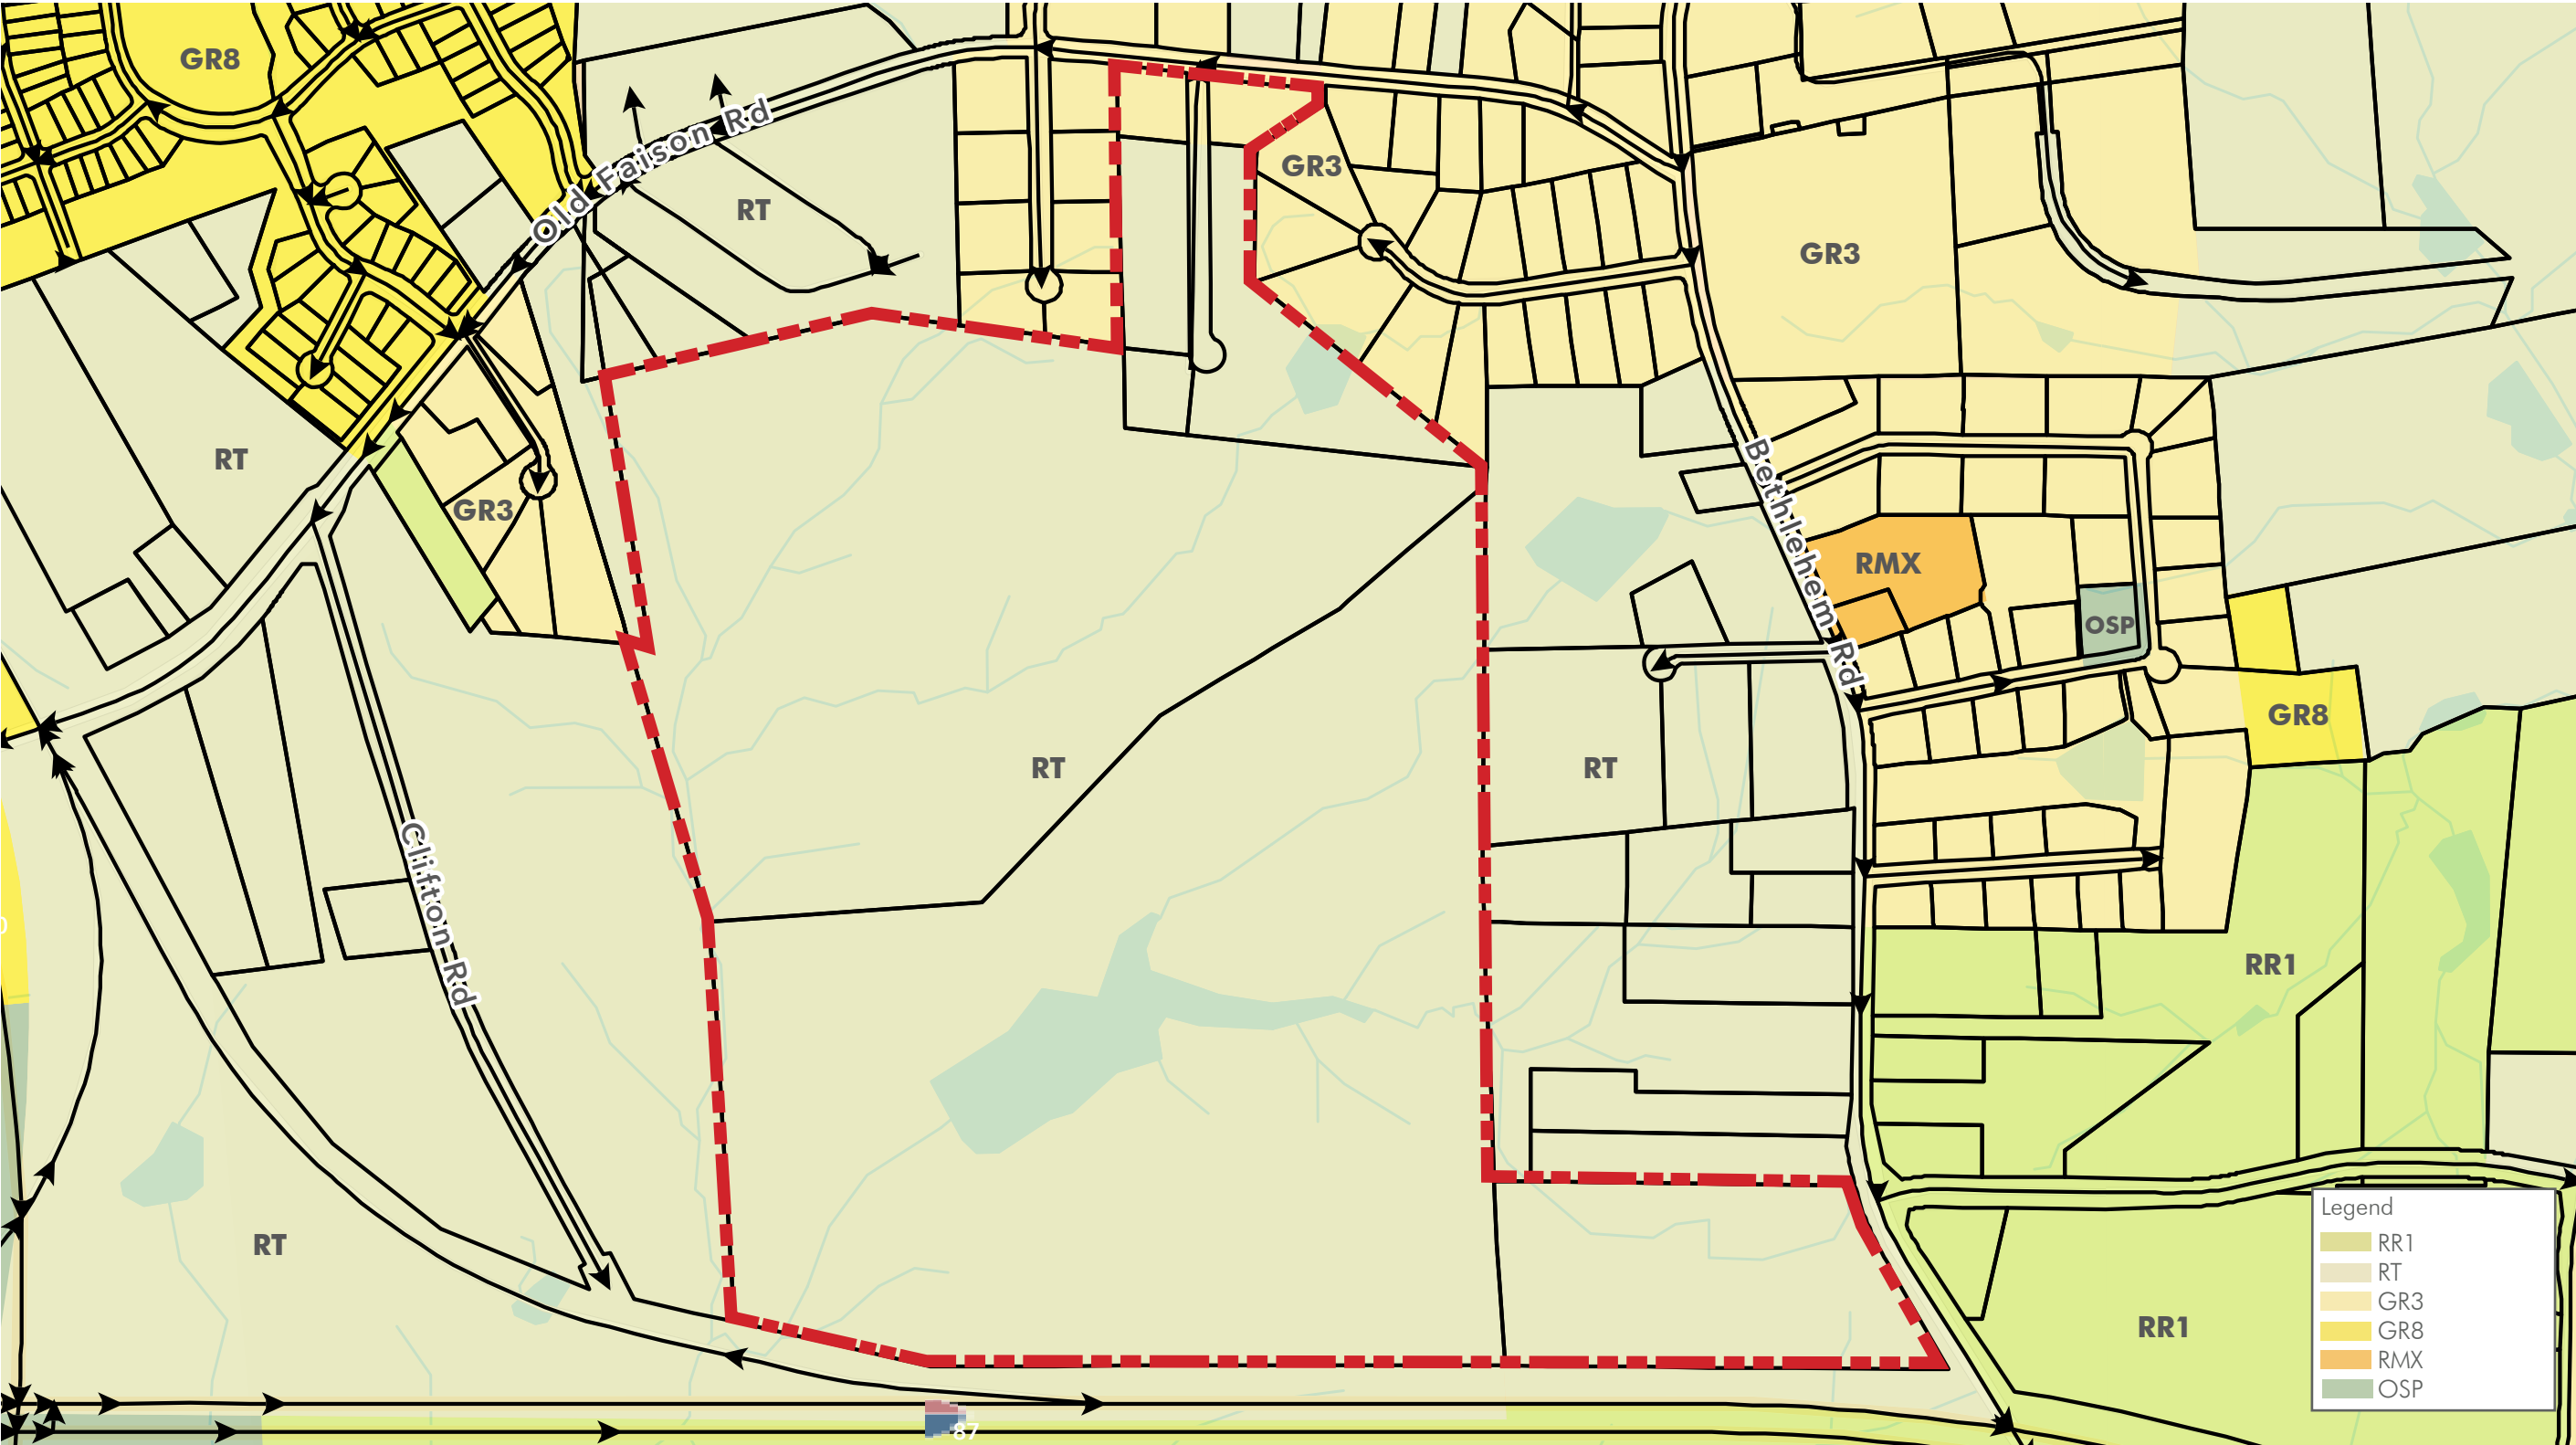 GR8
Old Faison Rd
RT
GR3
GR3
RT
GR3
Bethlehem Rd
RMX
OSP
GR8
RT
RT
Clifton Rd
RR1
RT
RR1
Legend
RR1
RT
GR3
GR8
RMX
OSP
87